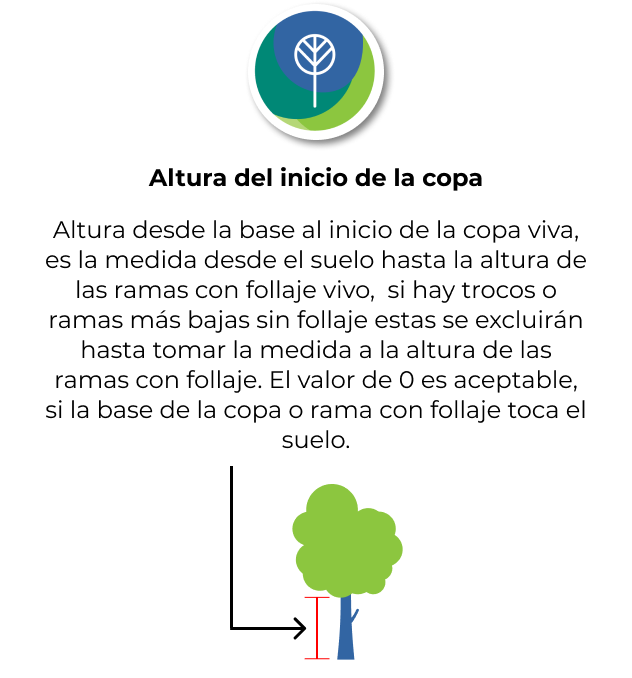 Altura del inicio de la copa
Altura desde la base al inicio de la copa viva,
es la medida desde el suelo hasta la altura de
las ramas con follaje vivo,  si hay trocos o
ramas más bajas sin follaje estas se excluirán
hasta tomar la medida a la altura de las
ramas con follaje. El valor de 0 es aceptable,
si la base de la copa o rama con follaje toca el
suelo.